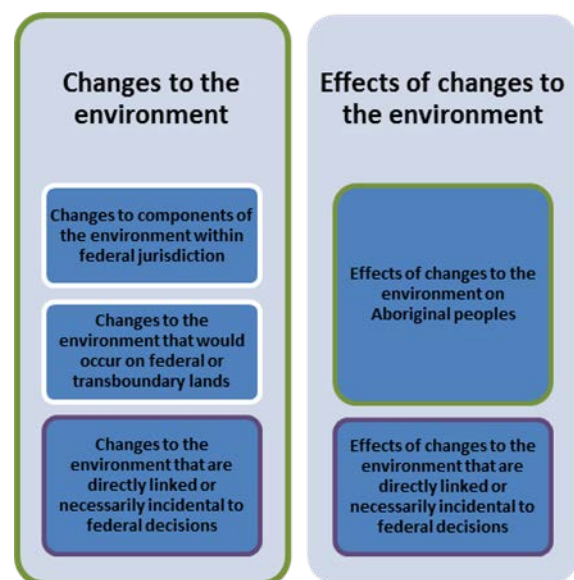 Changes to the
environment
Changes to components of
the environment within
federal jurisdiction
Changes to the
environment that would
occur on federal or
transboundary lands
Changes to the
environment that are
directly linked or
necessarily incidental to
federal decisions
Effects of changes to
the environment
Effects of changes to the
environment on
Aboriginal peoples
Effects of changes to the
environment that are
directly linked or
necessarily incidental to
federal decisions